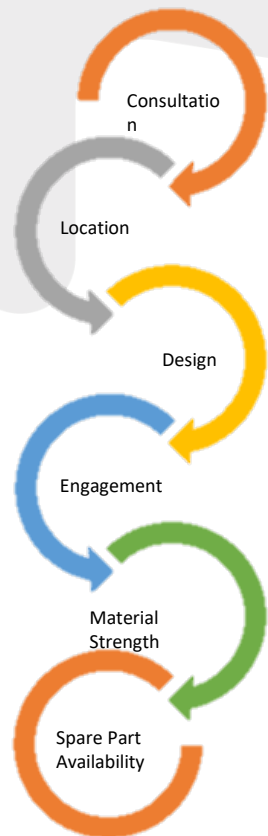 Consultatio
n
Location
Design
Engagement
Material
Strength
Spare Part
Availability